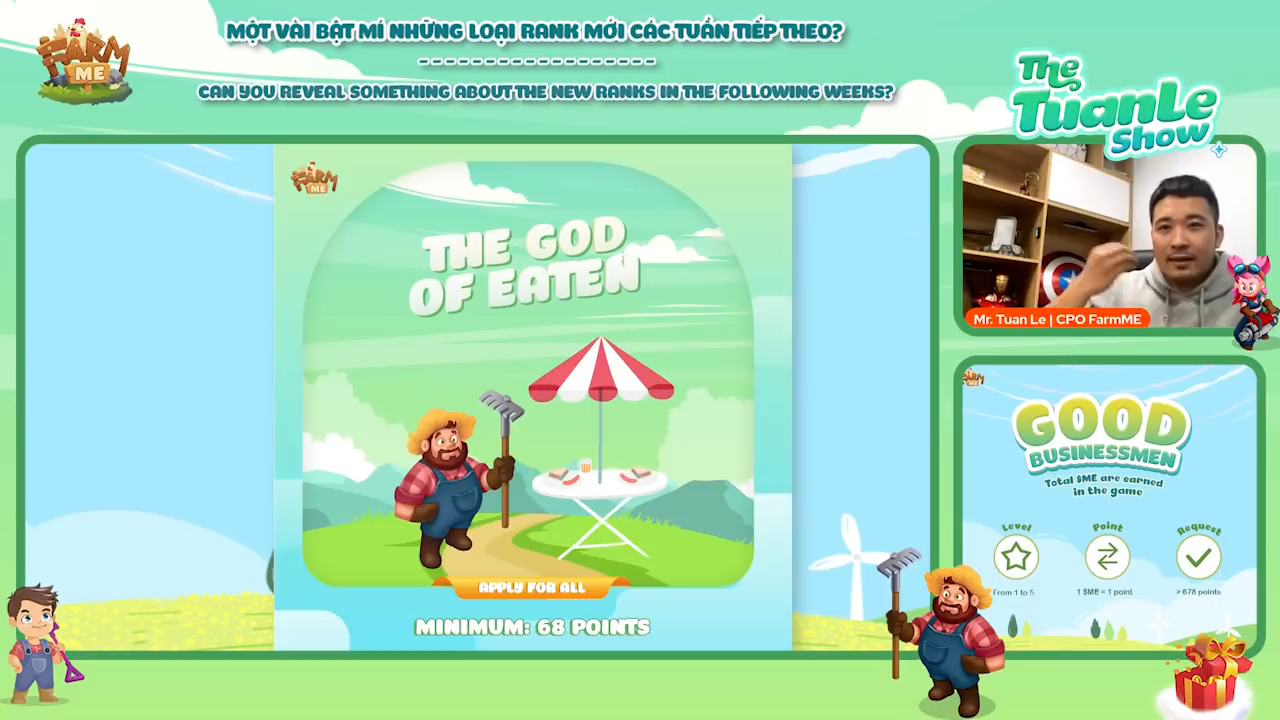 FARM
ME
MỘT VÀI BẬT MÍ NHỮNG LOẠI RANK MỚI CÁC TUẦN TIẾP THEO?
-----------------
CAN YOU REVEAL SOMETHING ABOUT THE NEW RANKS IN THE FOLLOWING WEEKS?
The
TuanLe
Show
FARM
ME
THE GOD
OF EATEN
APPLY FOR ALL
MINIMUM: 68 POINTS
Mr. Tuan Le | CPO FarmME
FARM
ME
GOOD
BUSINESSMEN
Total $ME are earned
in the game
Level Point Request
From 1 to 5 1 $ME = 1 point > 678 points